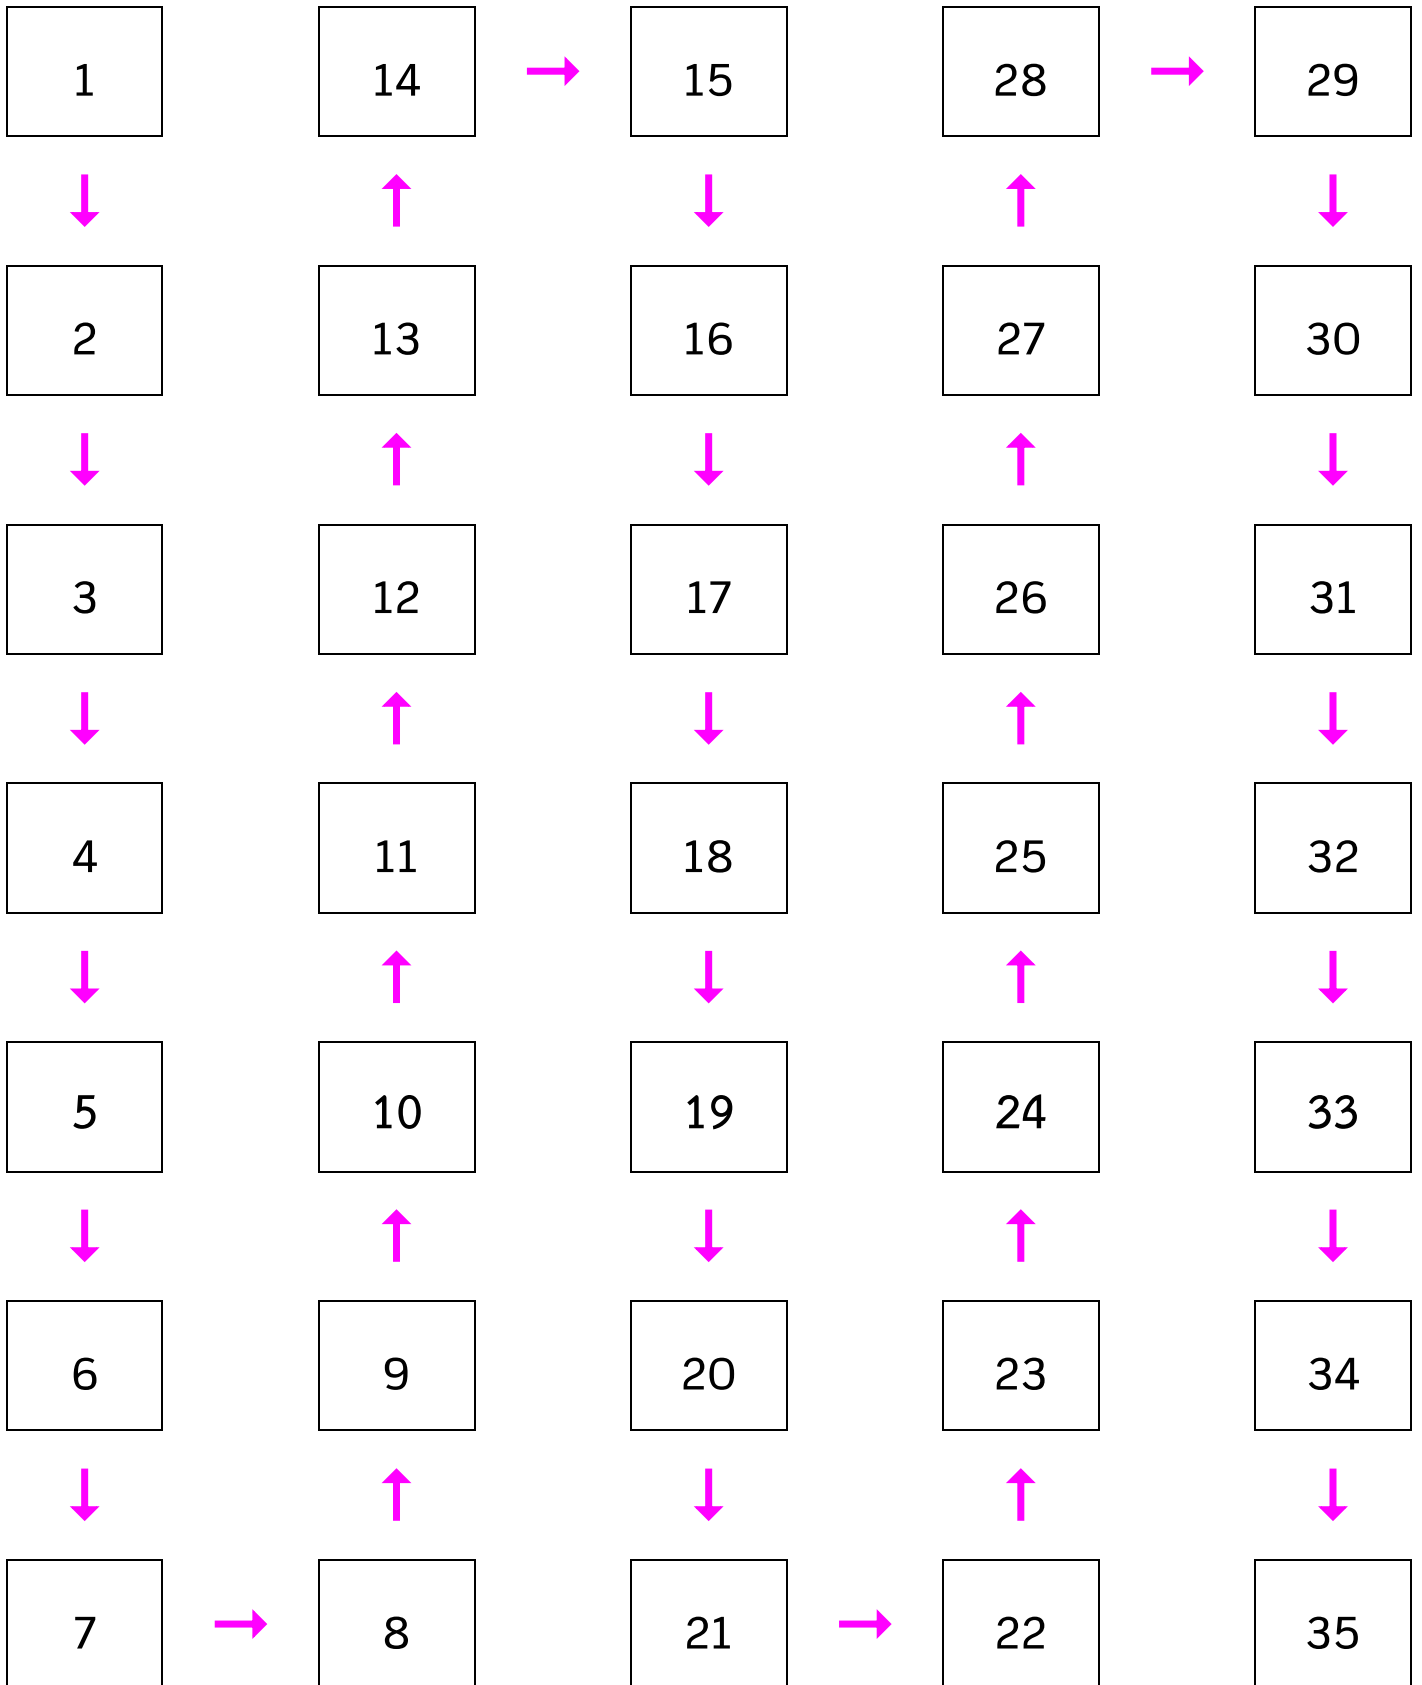 1 14 → 15 28 → 29
↓ ↑ ↓ ↑ ↓
2 13 16 27 30
↓ ↑ ↓ ↑ ↓
3 12 17 26 31
↓ ↑ ↓ ↑ ↓
4 11 18 25 32
↓ ↑ ↓ ↑ ↓
5 10 19 24 33
↓ ↑ ↓ ↑ ↓
6 9 20 23 34
↓ ↑ ↓ ↑ ↓
7 → 8 21 → 22 35